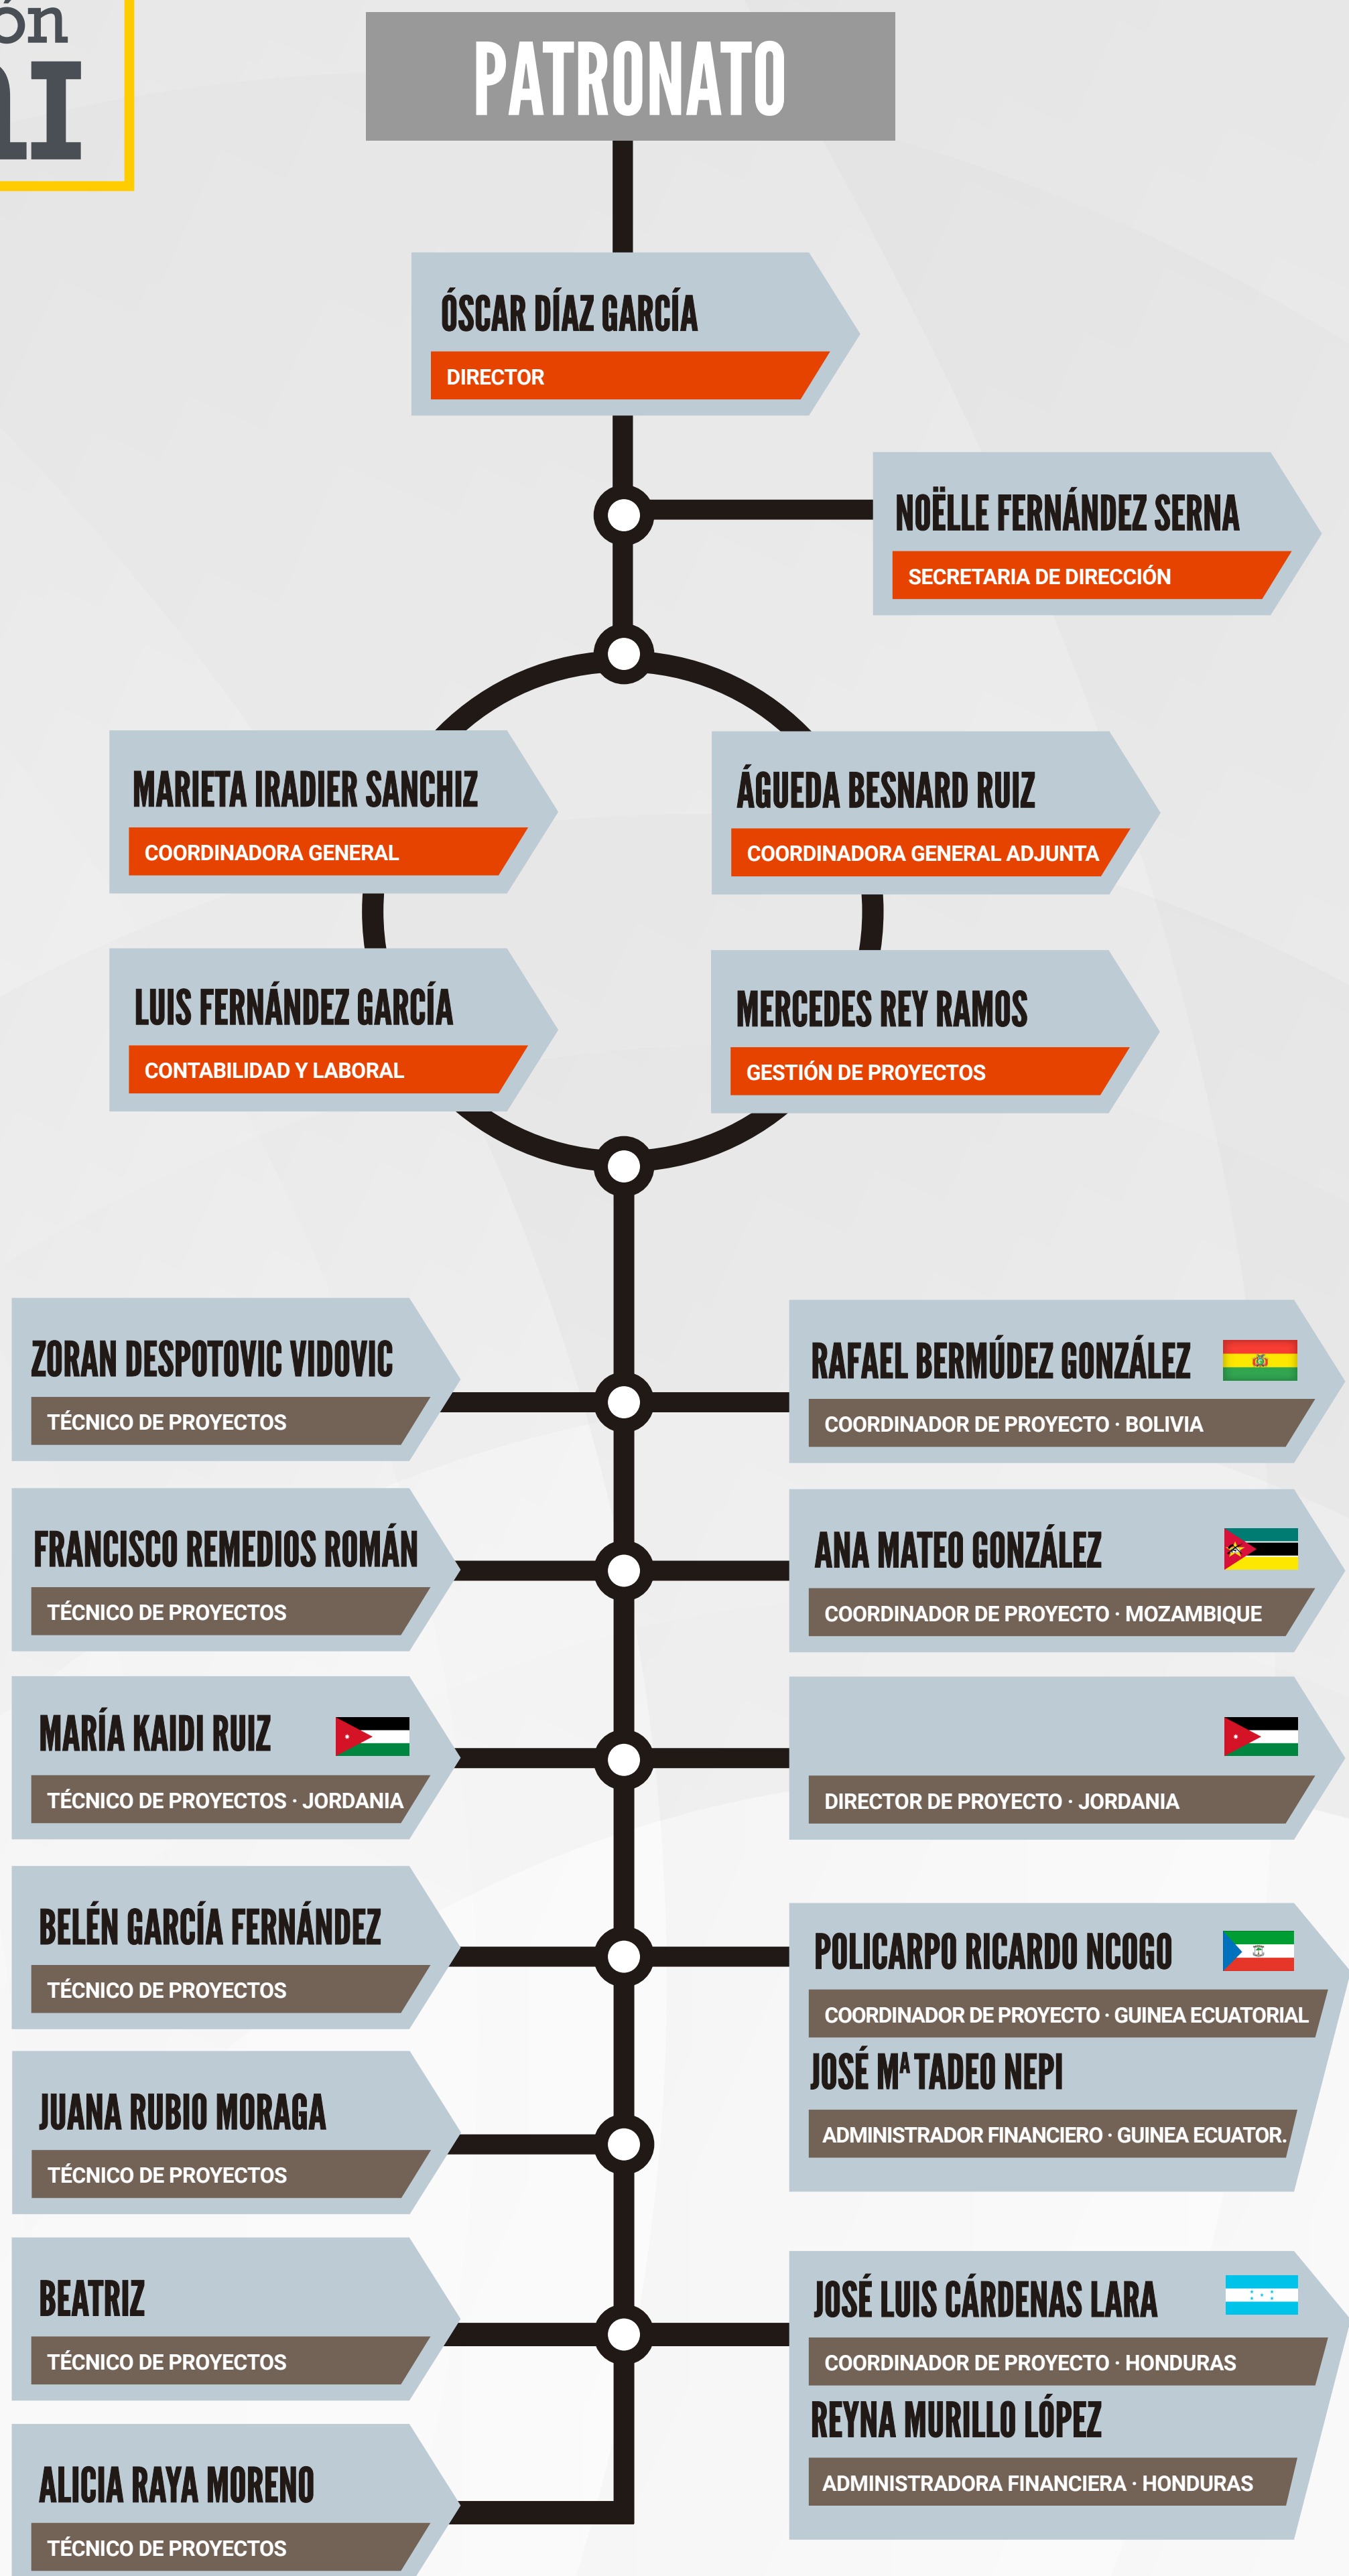 ón
PATRONATO
ÓSCAR DÍAZ GARCÍA
DIRECTOR
NOËLLE FERNÁNDEZ SERNA
SECRETARIA DE DIRECCIÓN
MARIETA IRADIER SANCHIZ
COORDINADORA GENERAL
ÁGUEDA BESNARD RUIZ
COORDINADORA GENERAL ADJUNTA
LUIS FERNÁNDEZ GARCÍA
CONTABILIDAD Y LABORAL
MERCEDES REY RAMOS
GESTIÓN DE PROYECTOS
ZORAN DESPOTOVIC VIDOVIC
TÉCNICO DE PROYECTOS
RAFAEL BERMÚDEZ GONZÁLEZ
COORDINADOR DE PROYECTO · BOLIVIA
FRANCISCO REMEDIOS ROMÁN
TÉCNICO DE PROYECTOS
ANA MATEO GONZÁLEZ
COORDINADOR DE PROYECTO · MOZAMBIQUE
MARÍA KAIDI RUIZ
TÉCNICO DE PROYECTOS · JORDANIA
DIRECTOR DE PROYECTO · JORDANIA
BELÉN GARCÍA FERNÁNDEZ
TÉCNICO DE PROYECTOS
POLICARPO RICARDO NCOGO
COORDINADOR DE PROYECTO · GUINEA ECUATORIAL
JOSÉ Mª TADEO NEPI
ADMINISTRADOR FINANCIERO · GUINEA ECUATOR.
JUANA RUBIO MORAGA
TÉCNICO DE PROYECTOS
BEATRIZ
TÉCNICO DE PROYECTOS
JOSÉ LUIS CÁRDENAS LARA
COORDINADOR DE PROYECTO · HONDURAS
REYNA MURILLO LÓPEZ
ADMINISTRADORA FINANCIERA · HONDURAS
ALICIA RAYA MORENO
TÉCNICO DE PROYECTOS